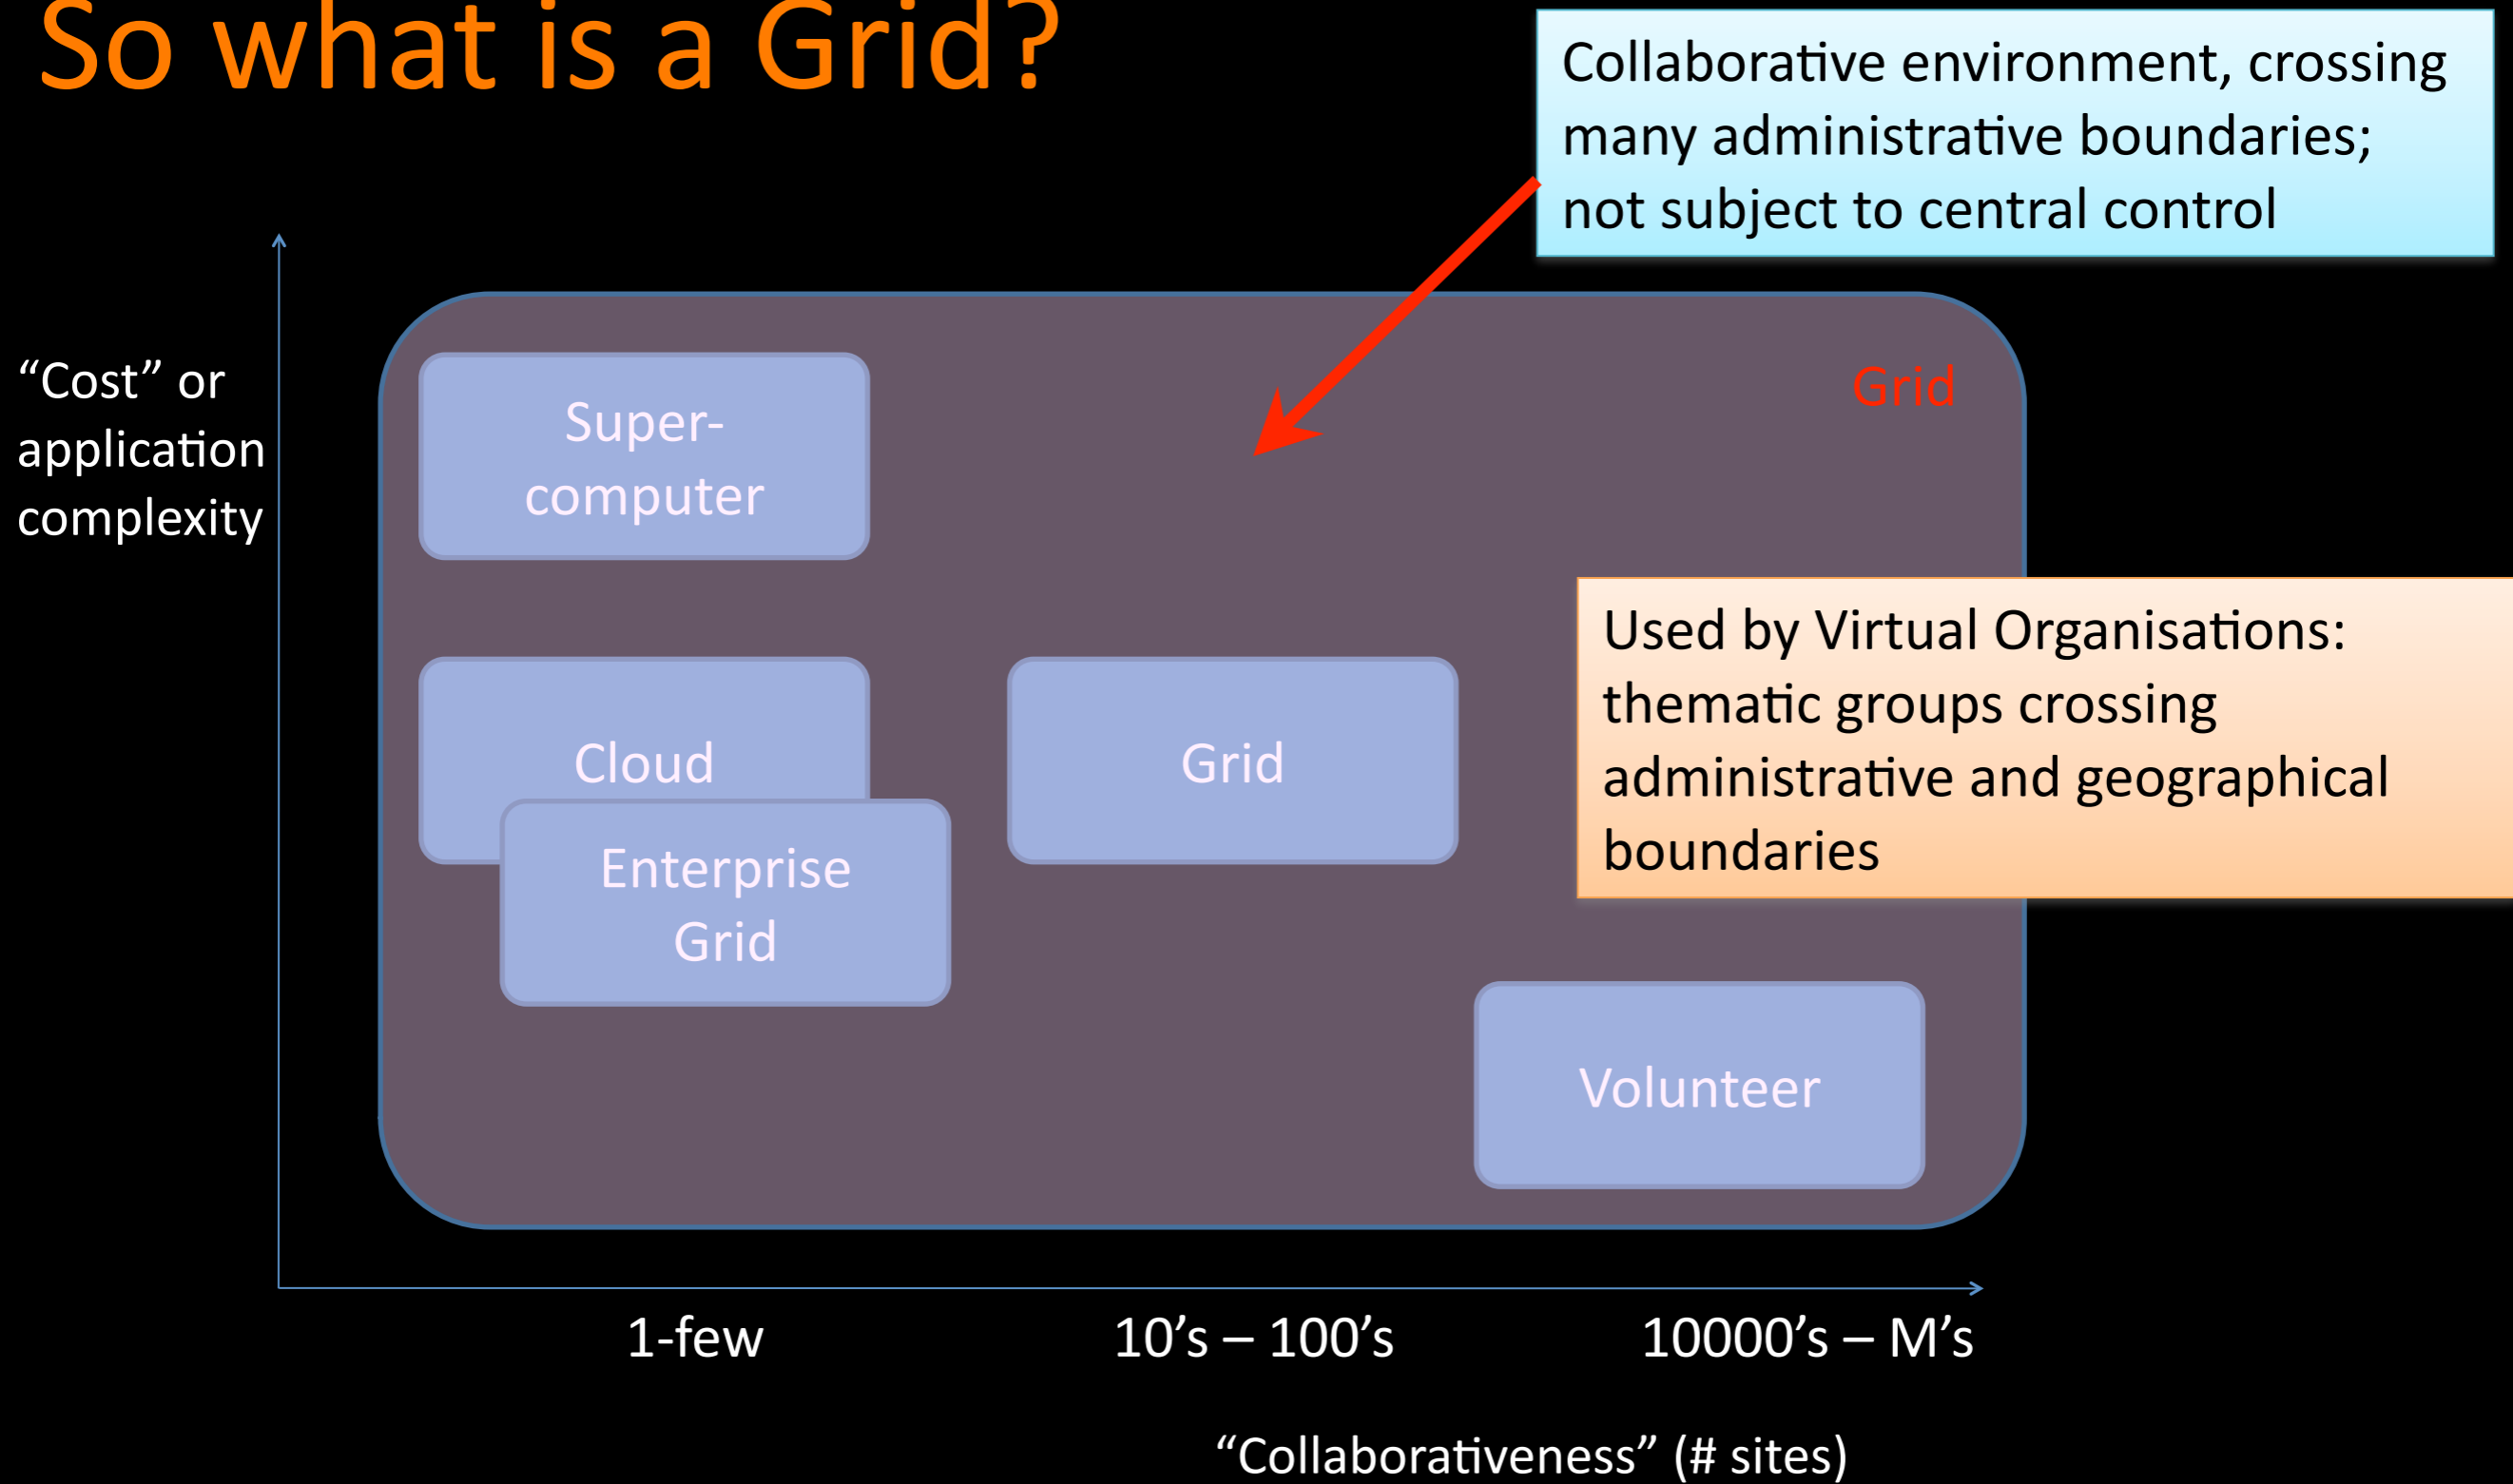 So what is a Grid?
Collaborative environment, crossing
many administrative boundaries;
not subject to central control
“Cost” or
application
complexity
Grid
Super-
computer
Used by Virtual Organisations:
thematic groups crossing
administrative and geographical
boundaries
Cloud
Grid
Enterprise
Grid
Volunteer
1-few
10’s – 100’s
10000’s – M’s
“Collaborativeness” (# sites)